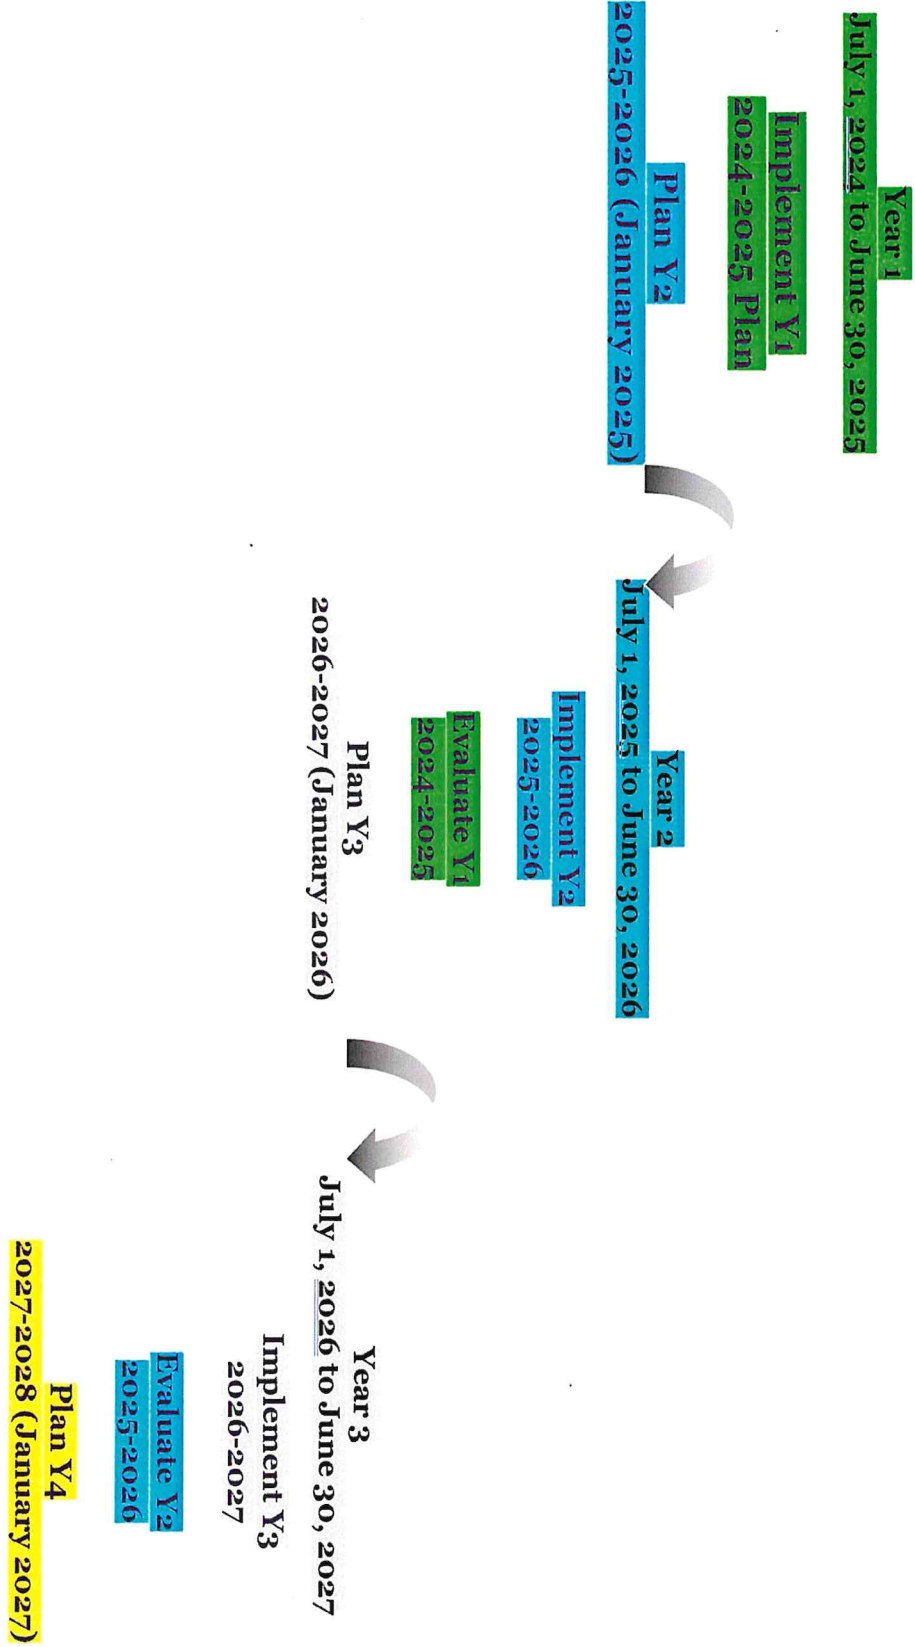 Year 1
July 1, 2024 to June 30, 2025
Implement Y1
2024-2025 Plan
Plan Y2
2025-2026 (January 2025)
Year 2
July 1, 2025 to June 30, 2026
Implement Y2
2025-2026
Evaluate Y1
2024-2025
Plan Y3
2026-2027 (January 2026)
Year 3
July 1, 2026 to June 30, 2027
Implement Y3
2026-2027
Evaluate Y2
2025-2026
Plan Y4
2027-2028 (January 2027)